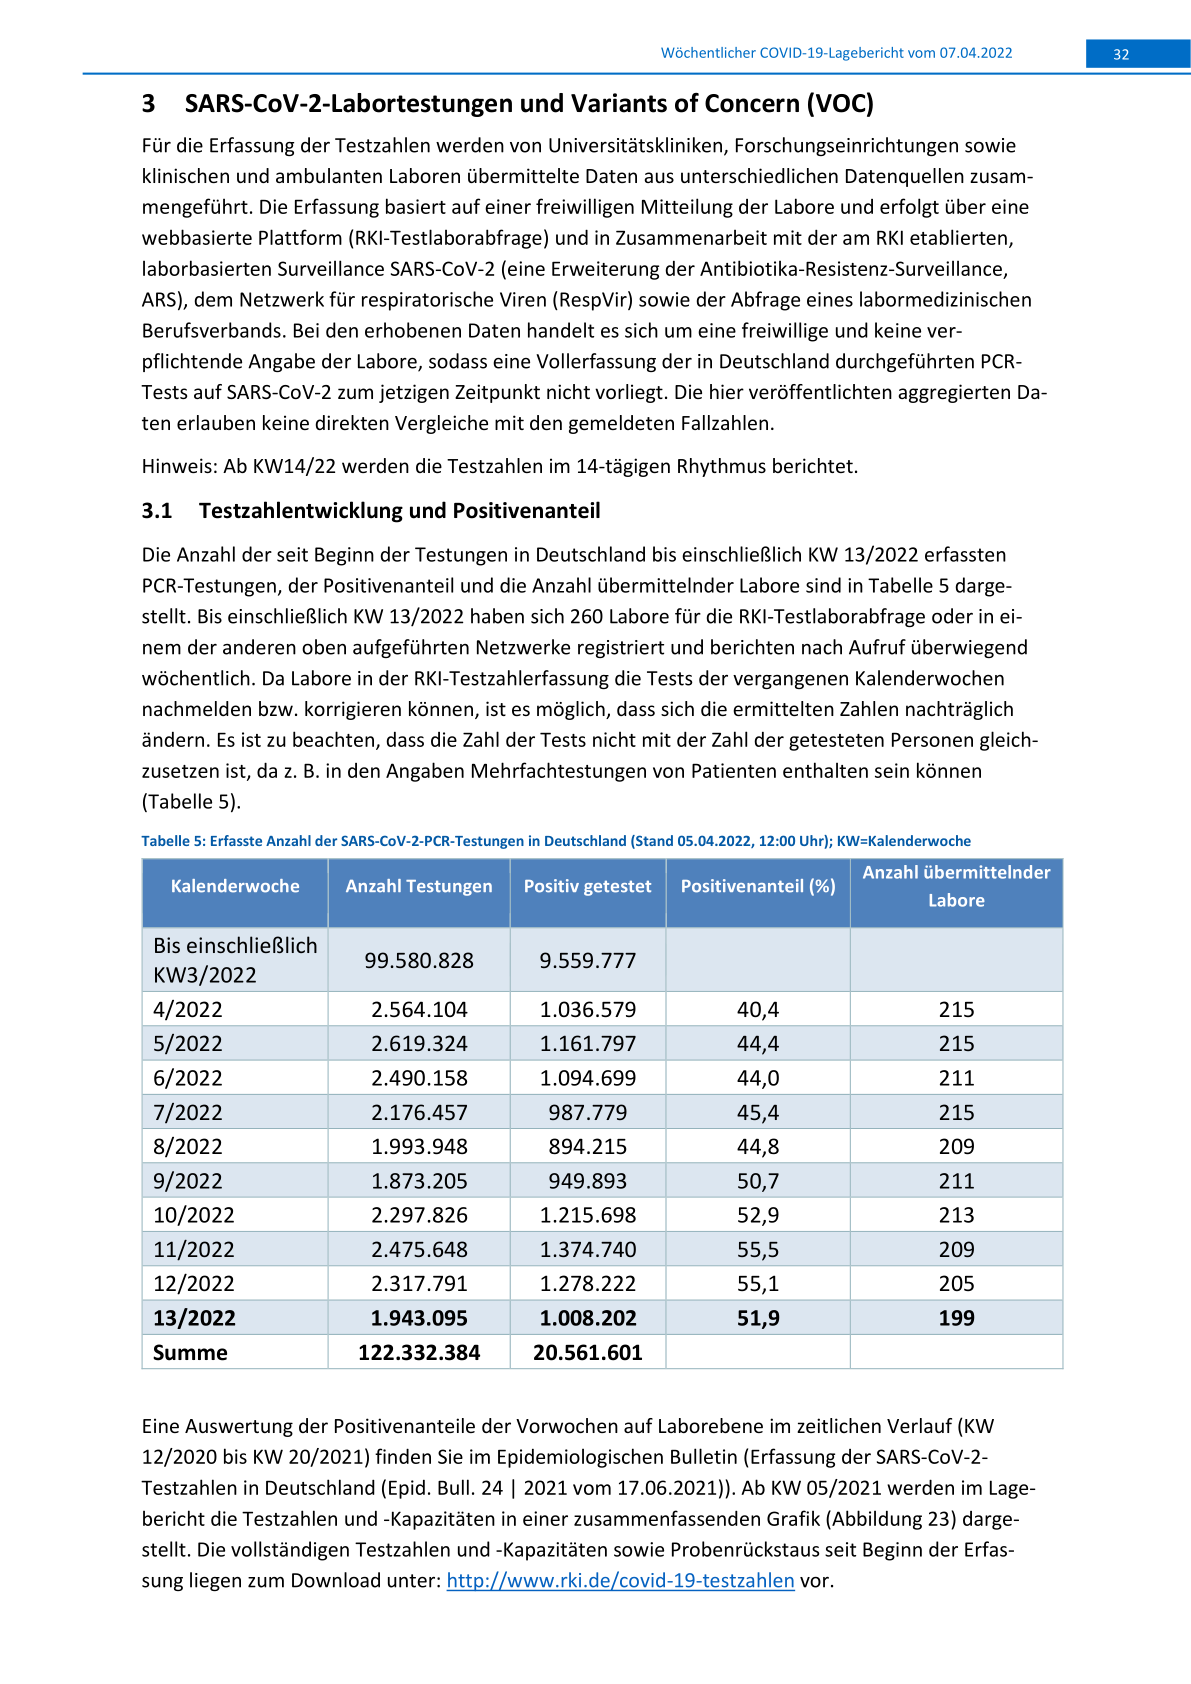 Wöchentlicher COVID-19-Lagebericht vom 07.04.2022 32
3 SARS-CoV-2-Labortestungen und Variants of Concern (VOC)
Für die Erfassung der Testzahlen werden von Universitätskliniken, Forschungseinrichtungen sowie
klinischen und ambulanten Laboren übermittelte Daten aus unterschiedlichen Datenquellen zusam-
mengeführt. Die Erfassung basiert auf einer freiwilligen Mitteilung der Labore und erfolgt über eine
webbasierte Plattform (RKI-Testlaborabfrage) und in Zusammenarbeit mit der am RKI etablierten,
laborbasierten Surveillance SARS-CoV-2 (eine Erweiterung der Antibiotika-Resistenz-Surveillance,
ARS), dem Netzwerk für respiratorische Viren (RespVir) sowie der Abfrage eines labormedizinischen
Berufsverbands. Bei den erhobenen Daten handelt es sich um eine freiwillige und keine ver-
pflichtende Angabe der Labore, sodass eine Vollerfassung der in Deutschland durchgeführten PCR-
Tests auf SARS-CoV-2 zum jetzigen Zeitpunkt nicht vorliegt. Die hier veröffentlichten aggregierten Da-
ten erlauben keine direkten Vergleiche mit den gemeldeten Fallzahlen.
Hinweis: Ab KW14/22 werden die Testzahlen im 14-tägigen Rhythmus berichtet.
3.1 Testzahlentwicklung und Positivenanteil
Die Anzahl der seit Beginn der Testungen in Deutschland bis einschließlich KW 13/2022 erfassten
PCR-Testungen, der Positivenanteil und die Anzahl übermittelnder Labore sind in Tabelle 5 darge-
stellt. Bis einschließlich KW 13/2022 haben sich 260 Labore für die RKI-Testlaborabfrage oder in ei-
nem der anderen oben aufgeführten Netzwerke registriert und berichten nach Aufruf überwiegend
wöchentlich. Da Labore in der RKI-Testzahlerfassung die Tests der vergangenen Kalenderwochen
nachmelden bzw. korrigieren können, ist es möglich, dass sich die ermittelten Zahlen nachträglich
ändern. Es ist zu beachten, dass die Zahl der Tests nicht mit der Zahl der getesteten Personen gleich-
zusetzen ist, da z. B. in den Angaben Mehrfachtestungen von Patienten enthalten sein können
(Tabelle 5).
Tabelle 5: Erfasste Anzahl der SARS-CoV-2-PCR-Testungen in Deutschland (Stand 05.04.2022, 12:00 Uhr); KW=Kalenderwoche
Kalenderwoche Anzahl Testungen Positiv getestet Positivenanteil (%) Anzahl übermittelnder
Labore
Bis einschließlich
KW3/2022 99.580.828 9.559.777
4/2022 2.564.104 1.036.579 40,4 215
5/2022 2.619.324 1.161.797 44,4 215
6/2022 2.490.158 1.094.699 44,0 211
7/2022 2.176.457 987.779 45,4 215
8/2022 1.993.948 894.215 44,8 209
9/2022 1.873.205 949.893 50,7 211
10/2022 2.297.826 1.215.698 52,9 213
11/2022 2.475.648 1.374.740 55,5 209
12/2022 2.317.791 1.278.222 55,1 205
13/2022 1.943.095 1.008.202 51,9 199
Summe 122.332.384 20.561.601
Eine Auswertung der Positivenanteile der Vorwochen auf Laborebene im zeitlichen Verlauf (KW
12/2020 bis KW 20/2021) finden Sie im Epidemiologischen Bulletin (Erfassung der SARS-CoV-2-
Testzahlen in Deutschland (Epid. Bull. 24 | 2021 vom 17.06.2021)). Ab KW 05/2021 werden im Lage-
bericht die Testzahlen und -Kapazitäten in einer zusammenfassenden Grafik (Abbildung 23) darge-
stellt. Die vollständigen Testzahlen und -Kapazitäten sowie Probenrückstaus seit Beginn der Erfas-
sung liegen zum Download unter: http://www.rki.de/covid-19-testzahlen vor.